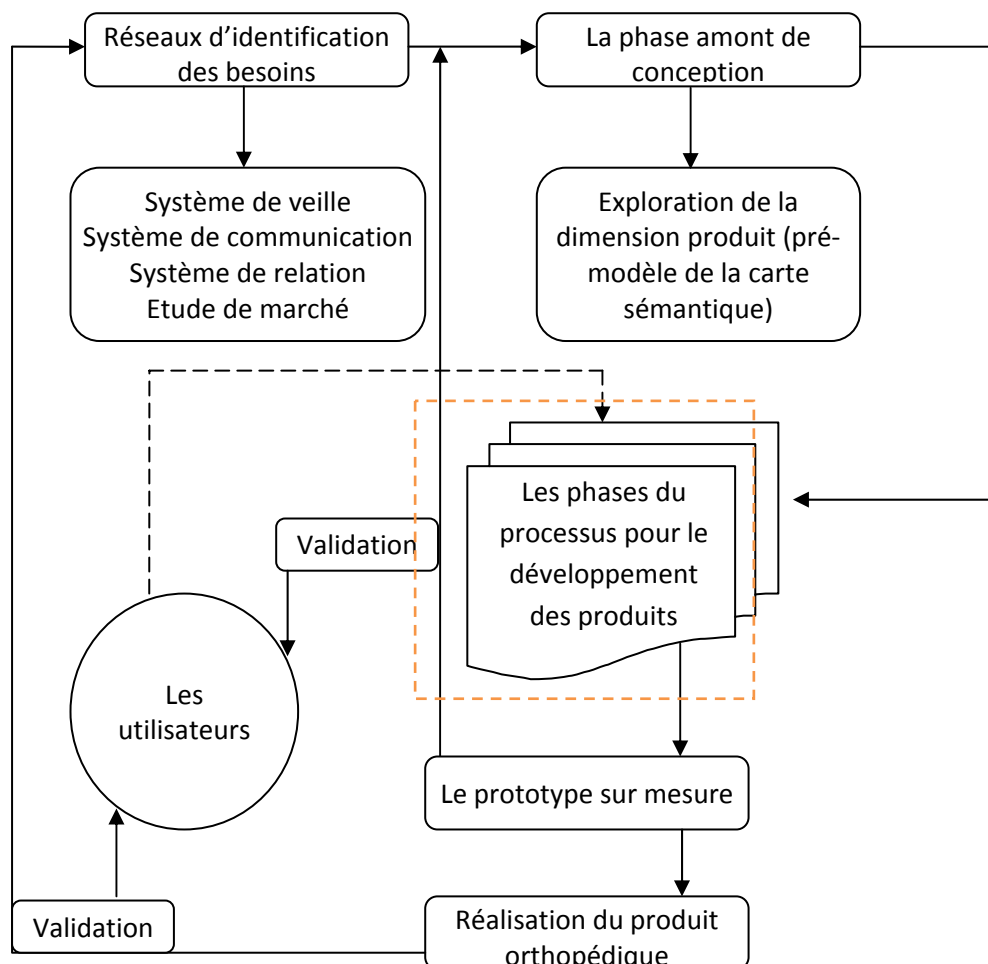 Réseaux d’identification
des besoins
La phase amont de
conception
Système de veille
Système de communication
Système de relation
Etude de marché
Exploration de la
dimension produit (pré-
modèle de la carte
sémantique)
Les phases du
processus pour le
développement
des produits
Validation
Les
utilisateurs
Le prototype sur mesure
Validation
Réalisation du produit
orthopédique